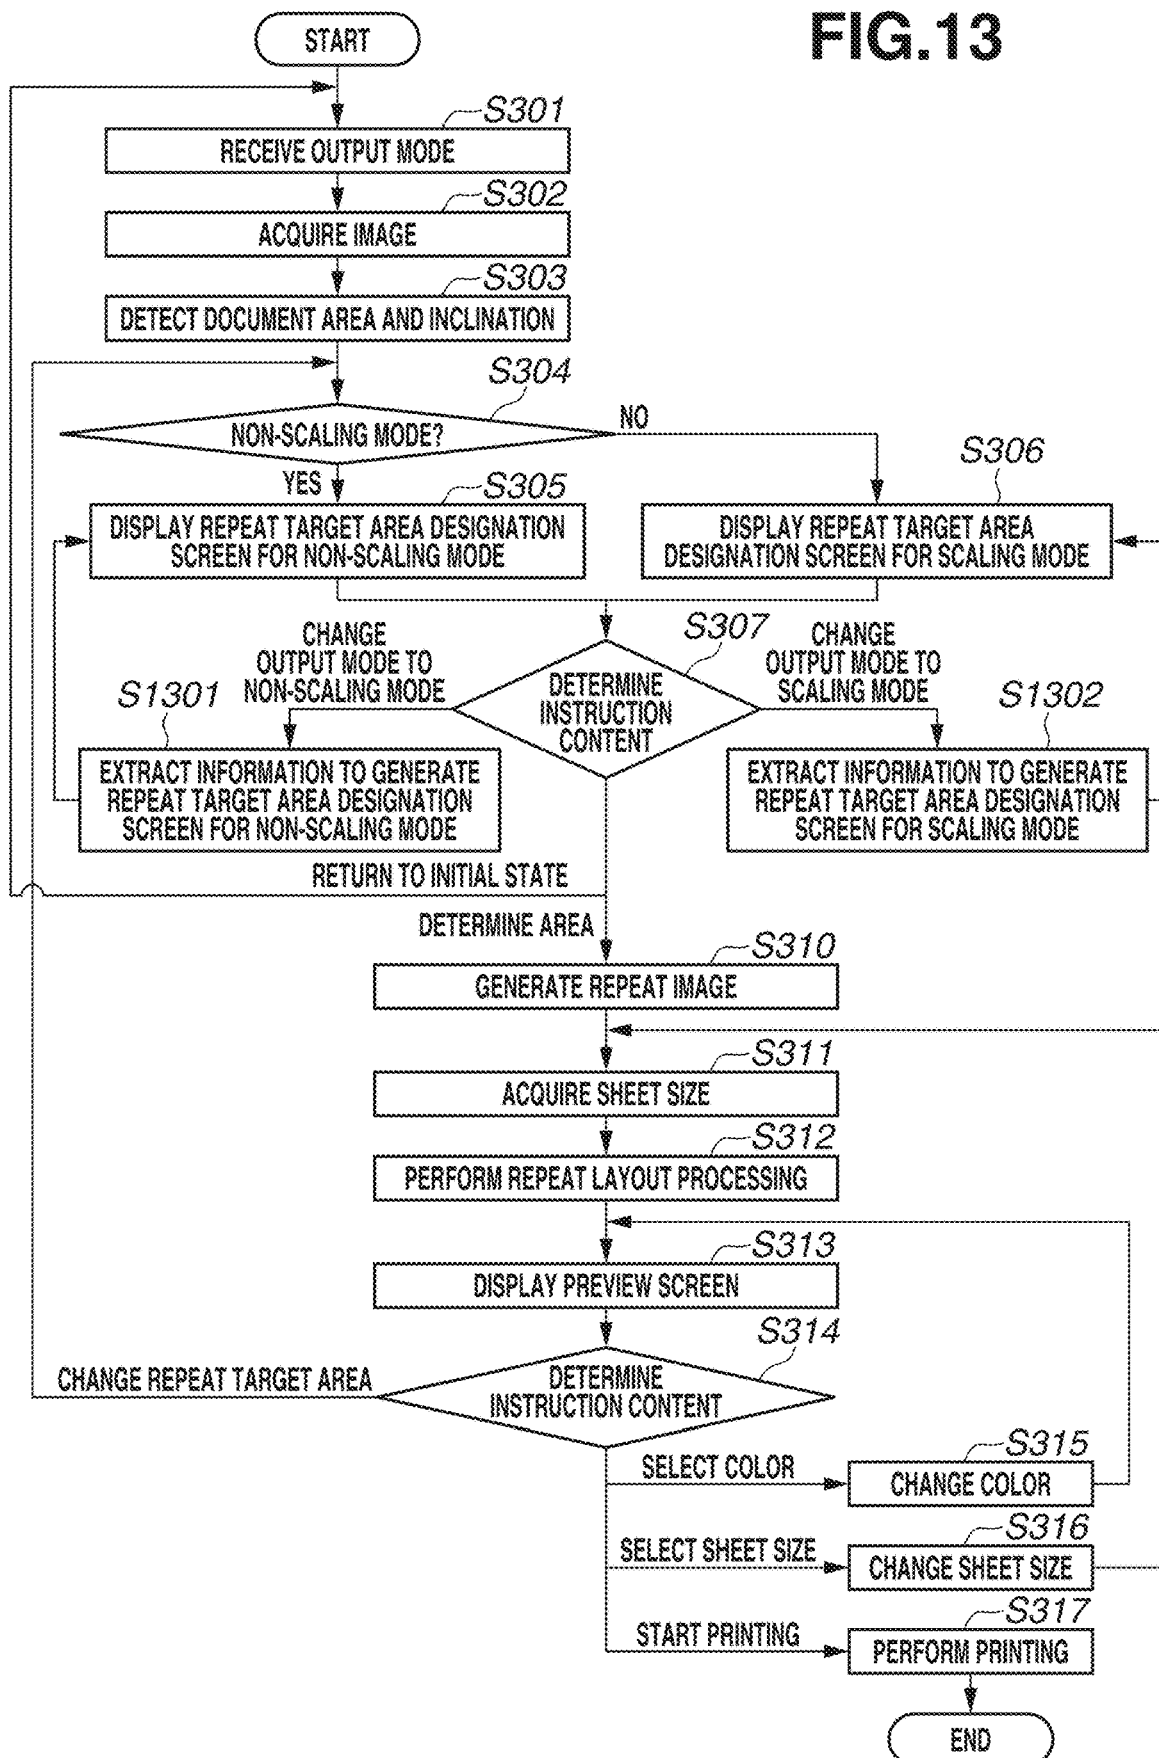 FIG.13
START
S301
RECEIVE OUTPUT MODE
S302
ACQUIRE IMAGE
S303
DETECT DOCUMENT AREA AND INCLINATION
S304
NON-SCALING MODE?
NO
YES
S305
DISPLAY REPEAT TARGET AREA DESIGNATION
SCREEN FOR NON-SCALING MODE
S306
DISPLAY REPEAT TARGET AREA
DESIGNATION SCREEN FOR SCALING MODE
S307
DETERMINE
INSTRUCTION
CONTENT
CHANGE
OUTPUT MODE TO
NON-SCALING MODE
CHANGE
OUTPUT MODE TO
SCALING MODE
S1301
EXTRACT INFORMATION TO GENERATE
REPEAT TARGET AREA DESIGNATION
SCREEN FOR NON-SCALING MODE
S1302
EXTRACT INFORMATION TO GENERATE
REPEAT TARGET AREA DESIGNATION
SCREEN FOR SCALING MODE
RETURN TO INITIAL STATE
DETERMINE AREA
S310
GENERATE REPEAT IMAGE
S311
ACQUIRE SHEET SIZE
S312
PERFORM REPEAT LAYOUT PROCESSING
S313
DISPLAY PREVIEW SCREEN
S314
DETERMINE
INSTRUCTION CONTENT
CHANGE REPEAT TARGET AREA
SELECT COLOR
S315
CHANGE COLOR
SELECT SHEET SIZE
S316
CHANGE SHEET SIZE
START PRINTING
S317
PERFORM PRINTING
END